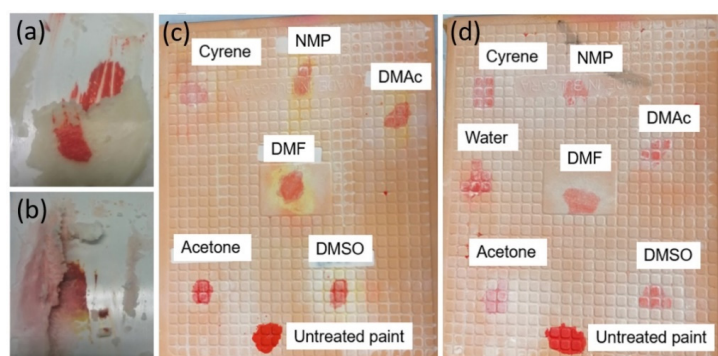 (a)
(b)
(c)
Cyrene
NMP
DMAc
DMF
Acetone
DMSO
Untreated paint
(d)
Cyrene
NMP
Water
DMAc
DMF
Acetone
DMSO
Untreated paint